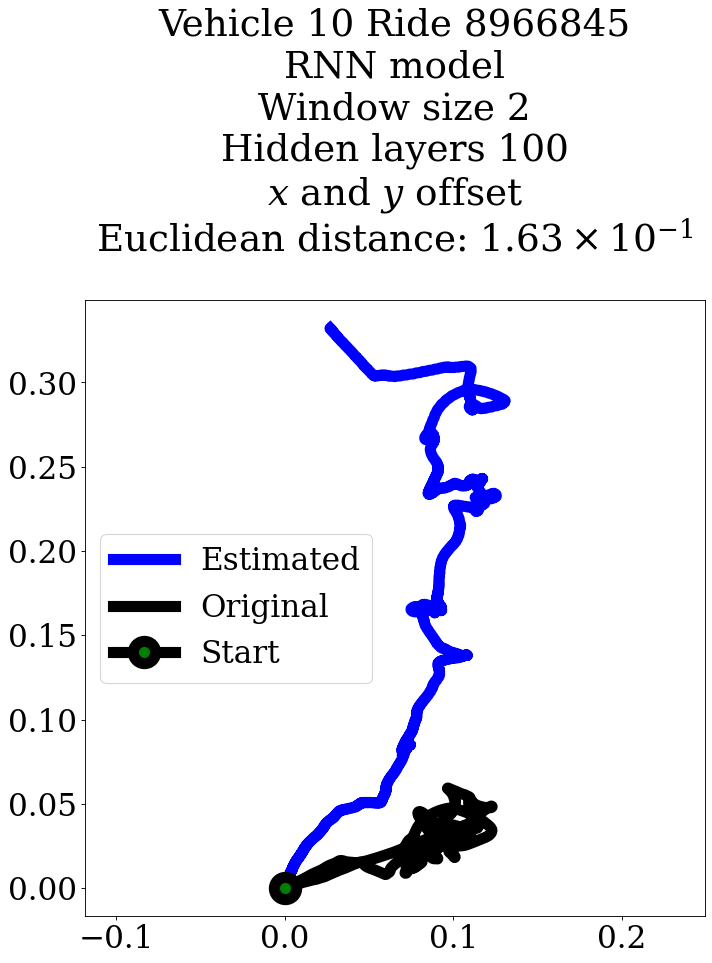 Vehicle 10 Ride 8966845
RNN model
Window size 2
Hidden layers 100
x and y offset
Euclidean distance: 1.63 × 10⁻¹
0.30
0.25
0.20
0.15
0.10
0.05
0.00
Estimated
Original
Start
−0.1
0.0
0.1
0.2